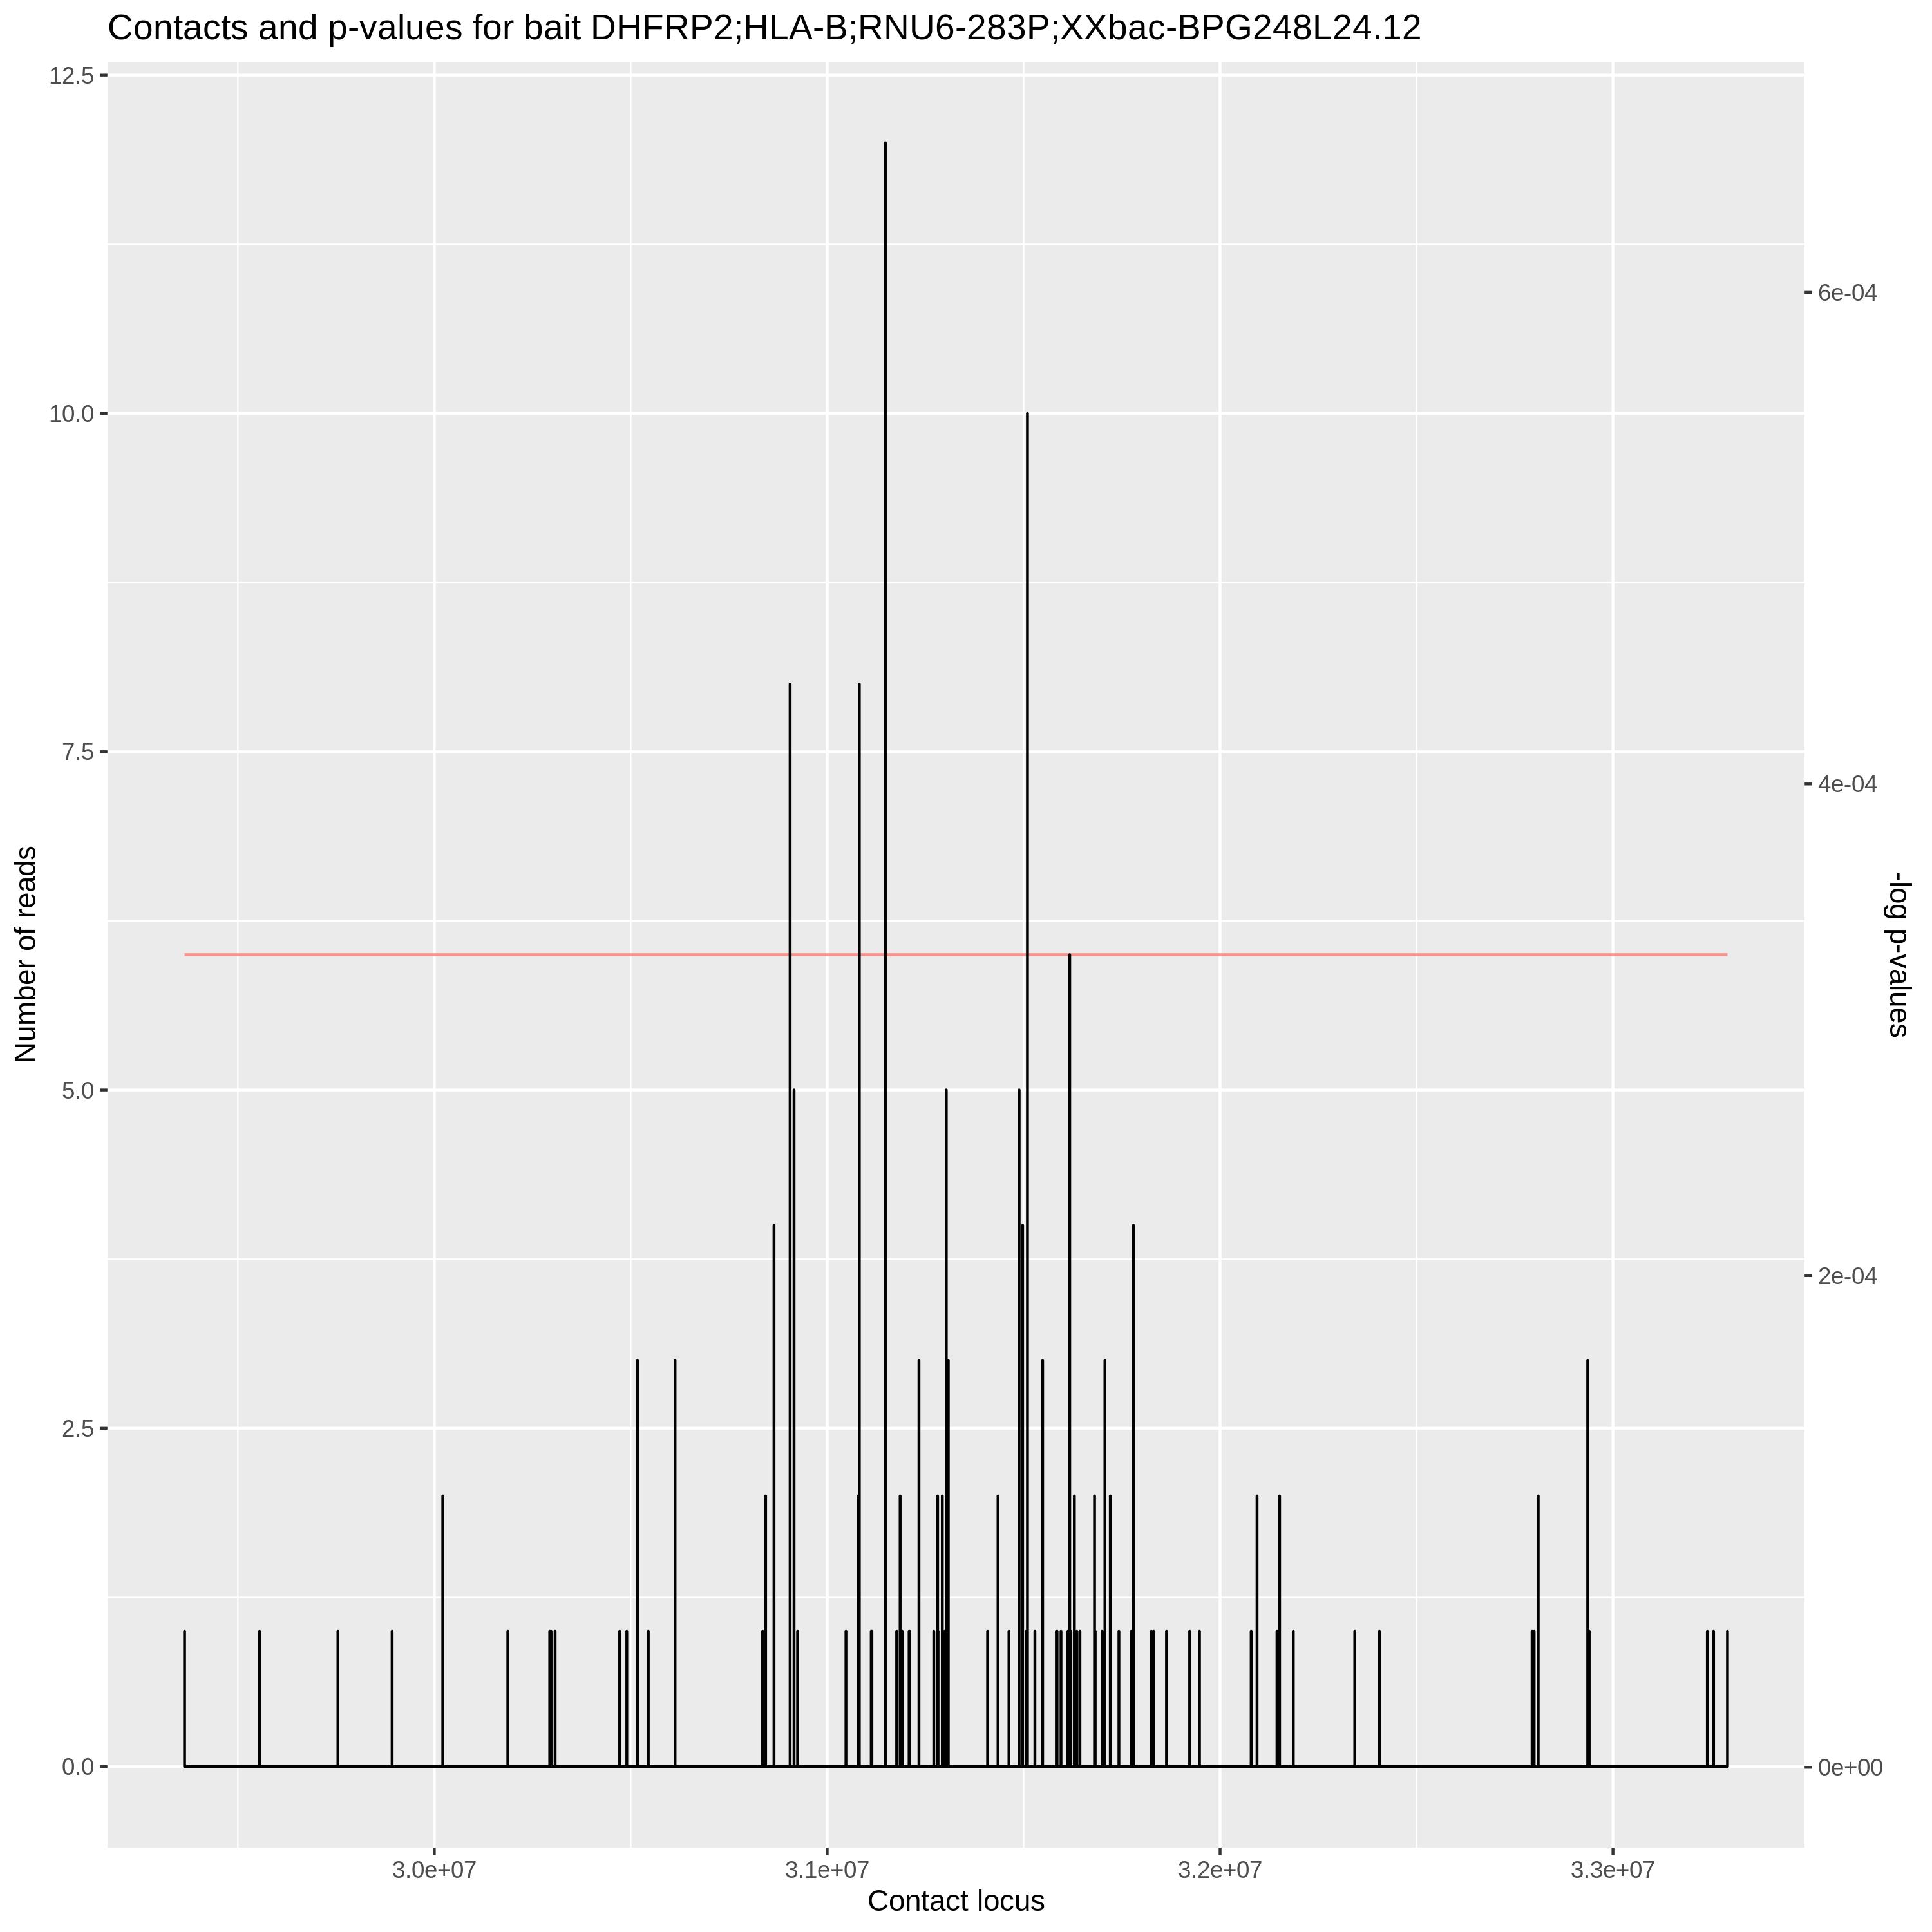 Contacts and p-values for bait DHFRP2;HLA-B;RNU6-283P;XXbac-BPG248L24.12
12.5
10.0
7.5
5.0
2.5
0.0
Number of reads
6e-04
4e-04
2e-04
0e+00
-log p-values
3.0e+07
3.1e+07
3.2e+07
3.3e+07
Contact locus